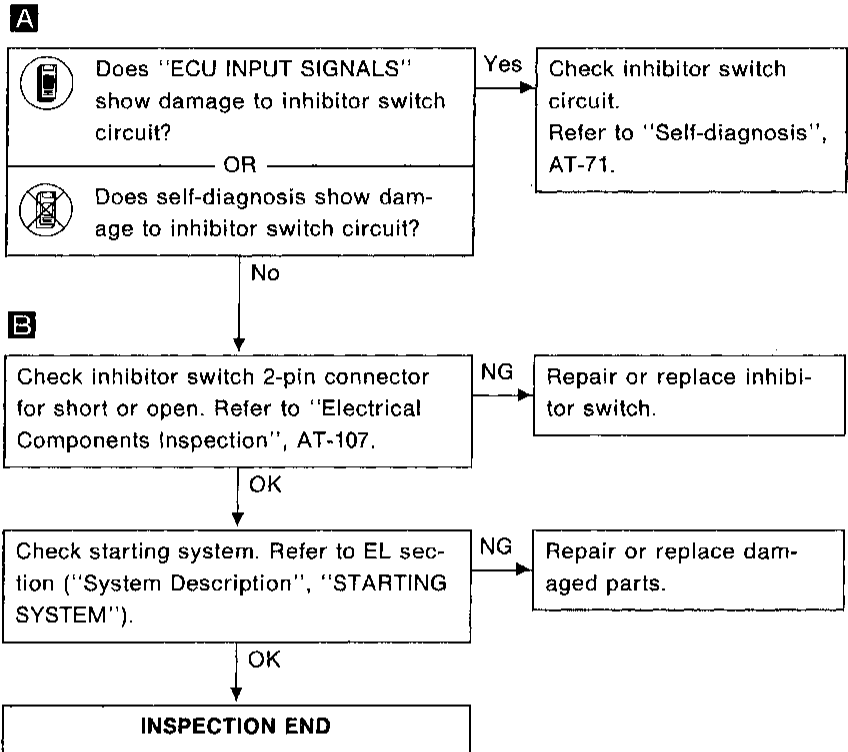 A
Does "ECU INPUT SIGNALS"
show damage to inhibitor switch
circuit?
OR
Does self-diagnosis show dam-
age to inhibitor switch circuit?
Yes
Check inhibitor switch
circuit.
Refer to "Self-diagnosis",
AT-71.
No
B
Check inhibitor switch 2-pin connector
for short or open. Refer to "Electrical
Components Inspection", AT-107.
NG
Repair or replace inhibi-
tor switch.
OK
Check starting system. Refer to EL sec-
tion ("System Description", "STARTING
SYSTEM").
NG
Repair or replace dam-
aged parts.
OK
INSPECTION END